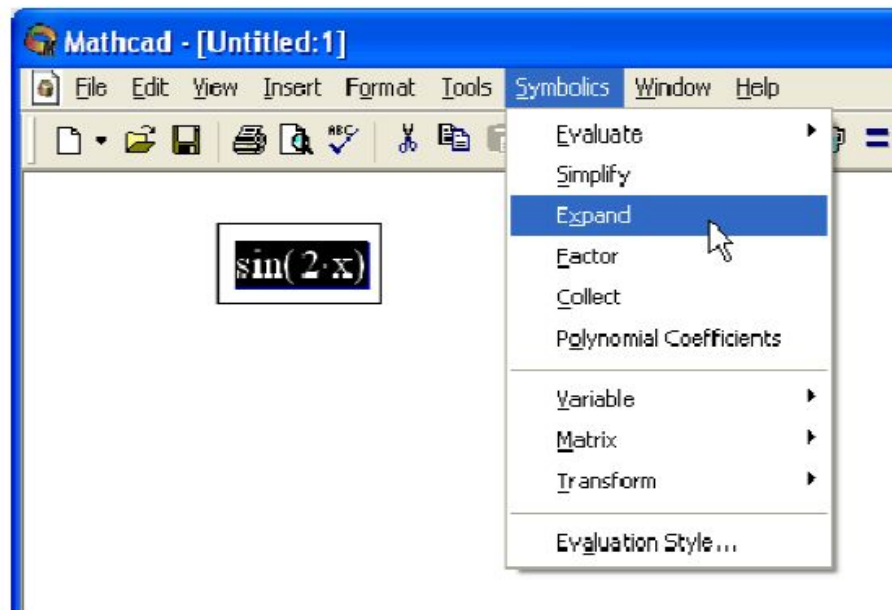 Mathcad - [Untitled:1]
File Edit View Insert Format Tools Symbolics Window Help
ABC
sin(2·x)
Evaluate
Simplify
Expand
Factor
Collect
Polynomial Coefficients
Variable
Matrix
Transform
Evaluation Style...